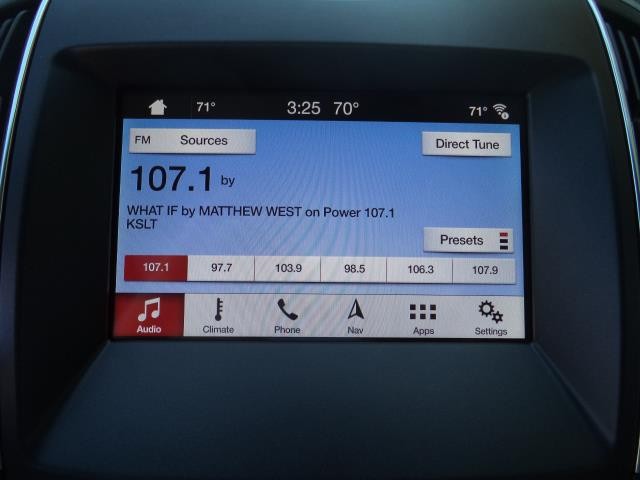 71° 3:25 70° 71°
FM Sources Direct Tune
107.1 by
WHAT IF by MATTHEW WEST on Power 107.1
KSLT
Presets
107.1 97.7 103.9 98.5 106.3 107.9
Audio Climate Phone Nav Apps Settings